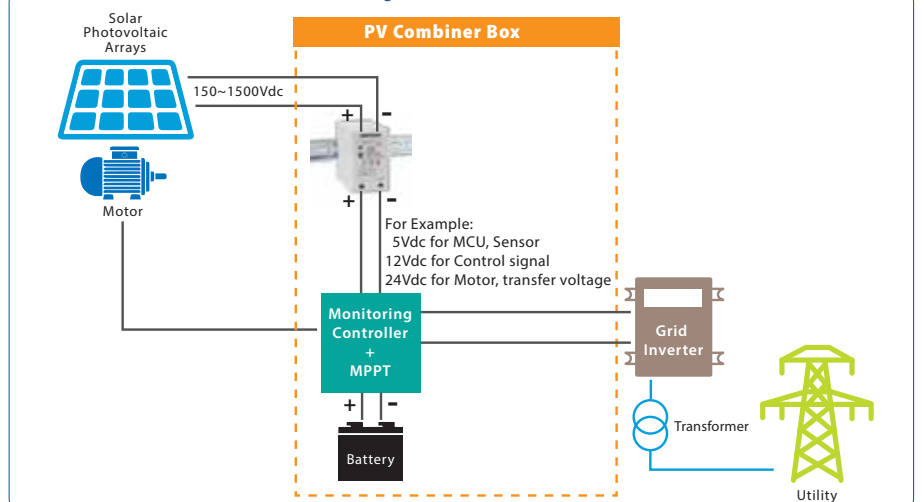 Solar
Photovoltaic
Arrays
PV Combiner Box
150~1500Vdc
+ -
+ -
Motor
For Example:
5Vdc for MCU, Sensor
12Vdc for Control signal
24Vdc for Motor, transfer voltage
Monitoring
Controller
+
MPPT
Grid
Inverter
+ -
Battery
Transformer
Utility